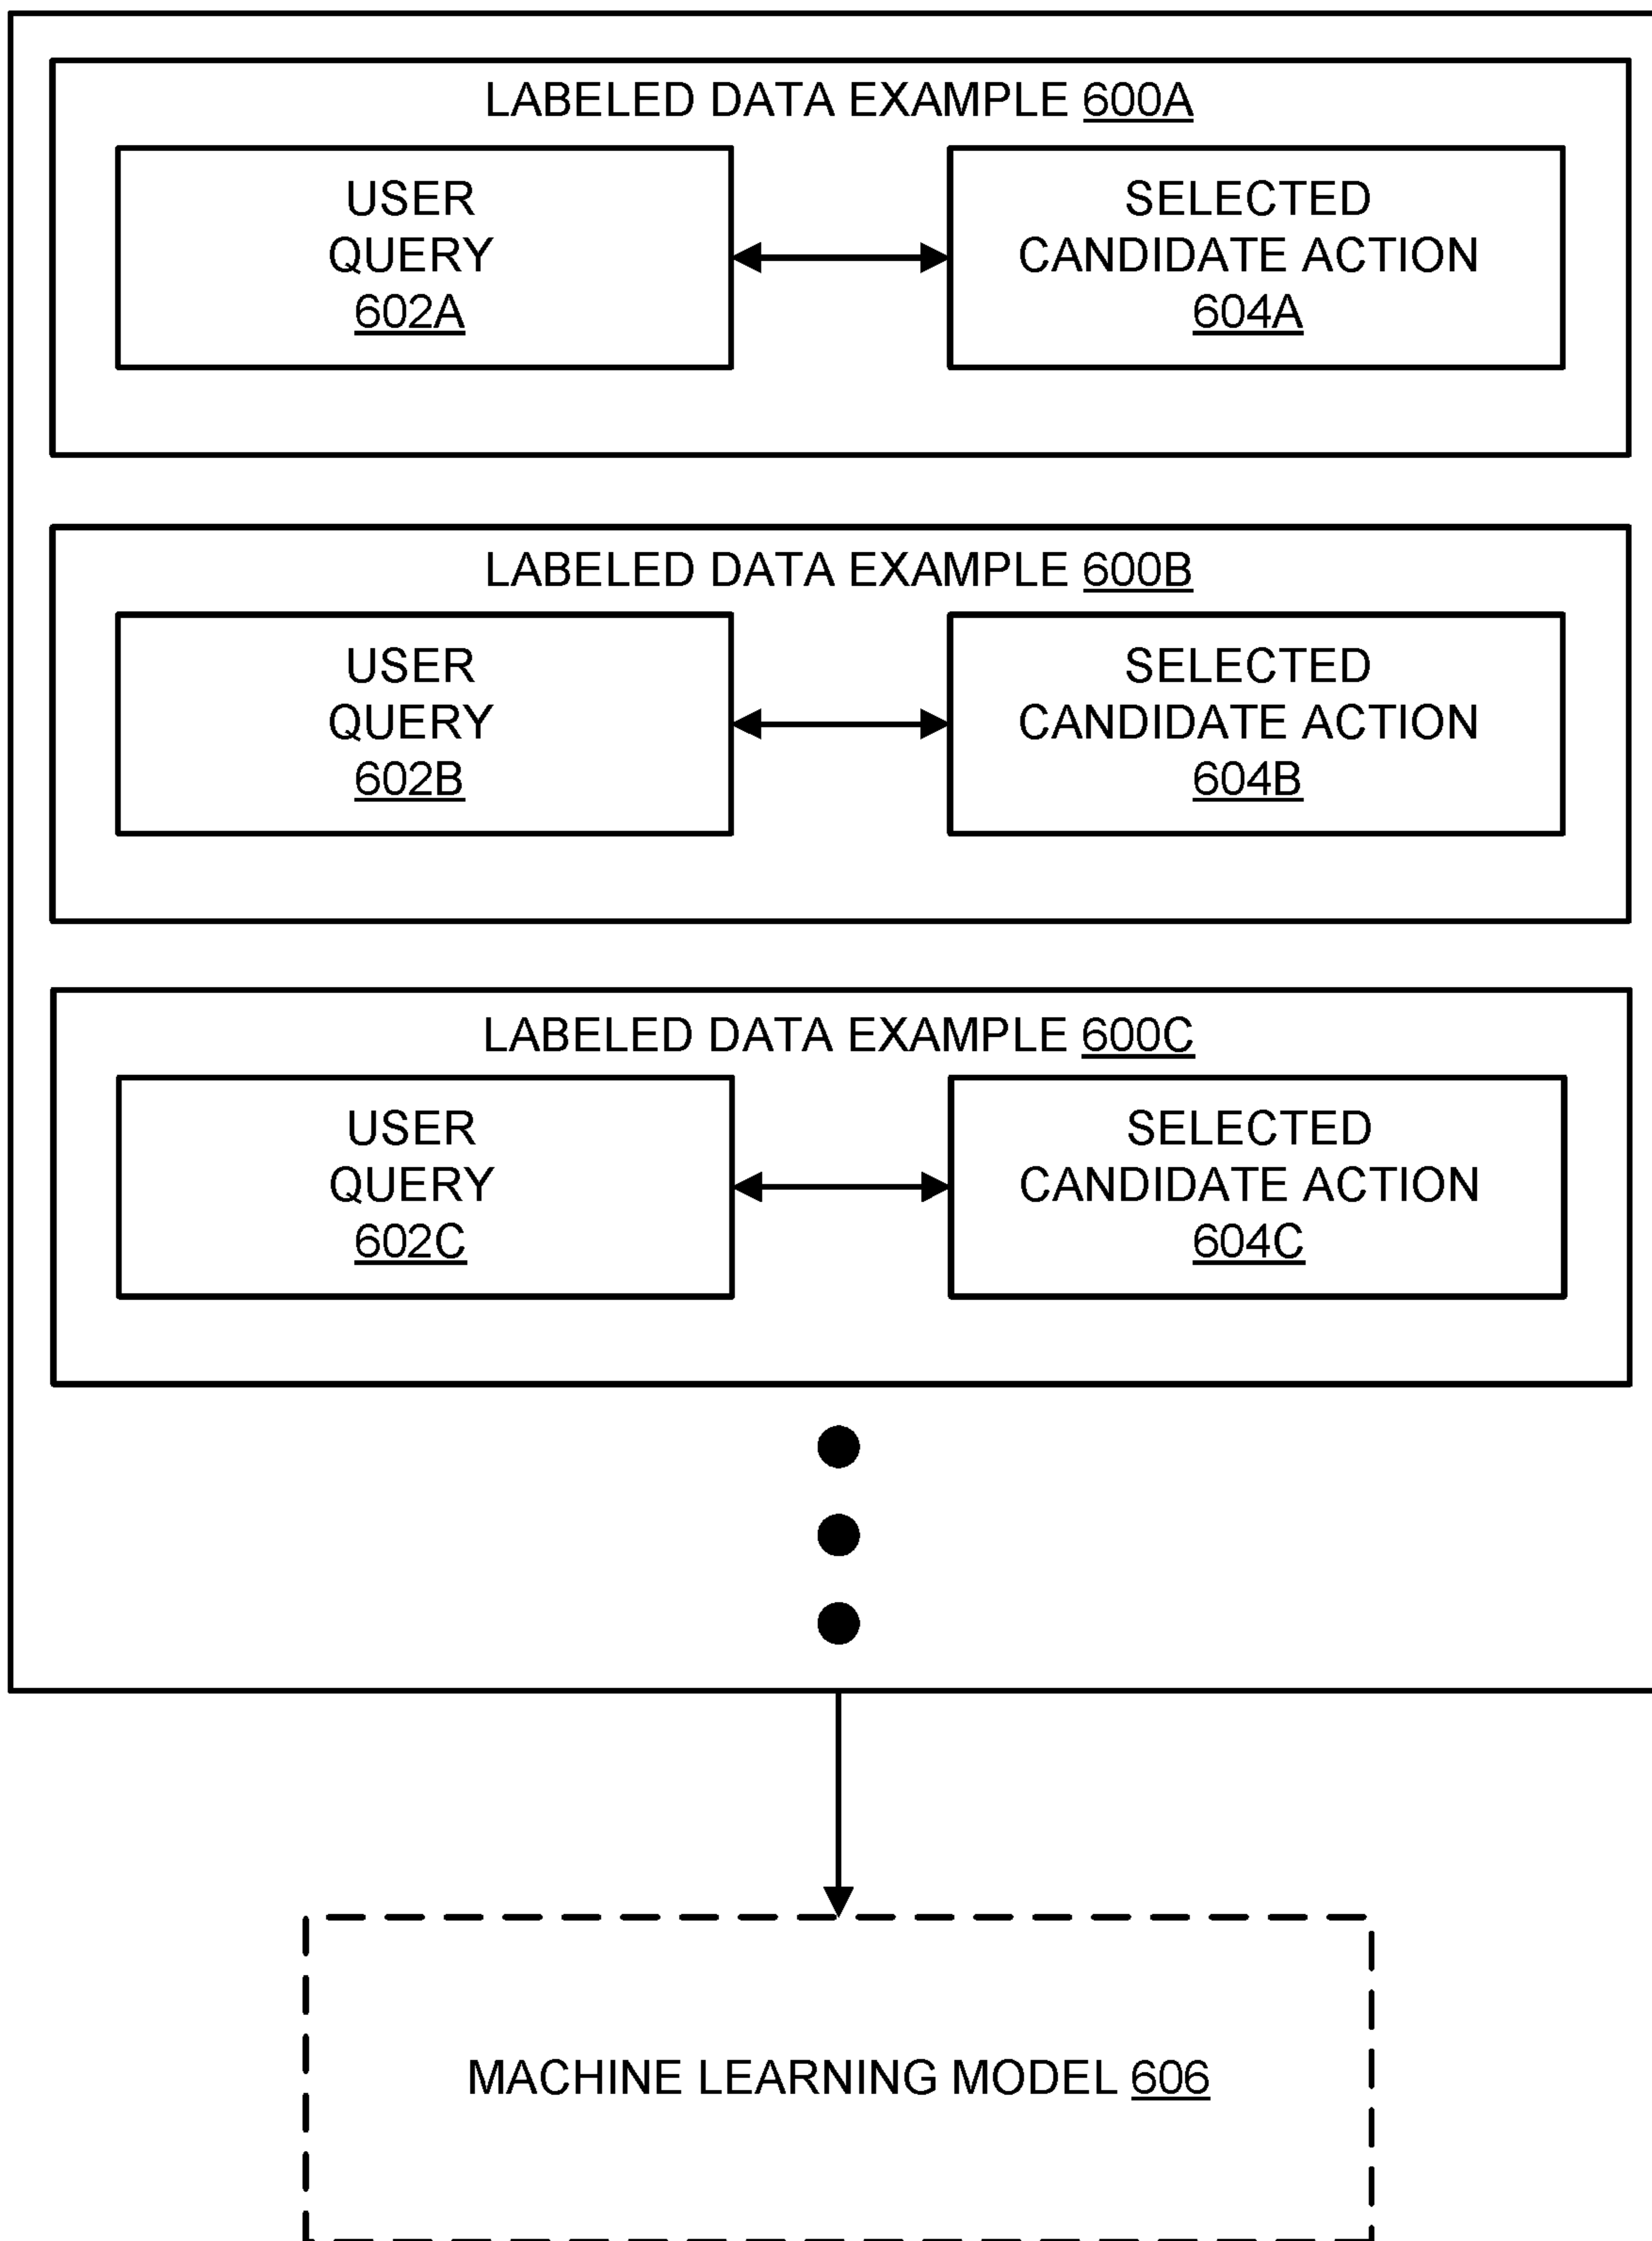 LABELED DATA EXAMPLE 600A
USER
QUERY
602A
SELECTED
CANDIDATE ACTION
604A
LABELED DATA EXAMPLE 600B
USER
QUERY
602B
SELECTED
CANDIDATE ACTION
604B
LABELED DATA EXAMPLE 600C
USER
QUERY
602C
SELECTED
CANDIDATE ACTION
604C
MACHINE LEARNING MODEL 606